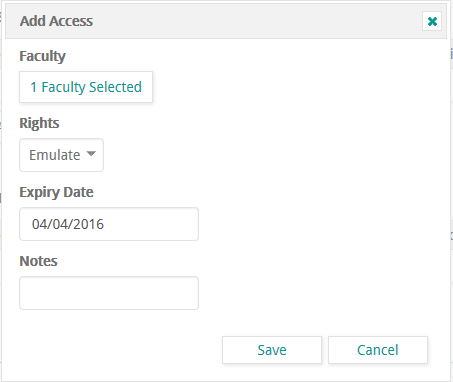 Add Access
Faculty
1 Faculty Selected
Rights
Emulate
Expiry Date
04/04/2016
Notes
Save
Cancel